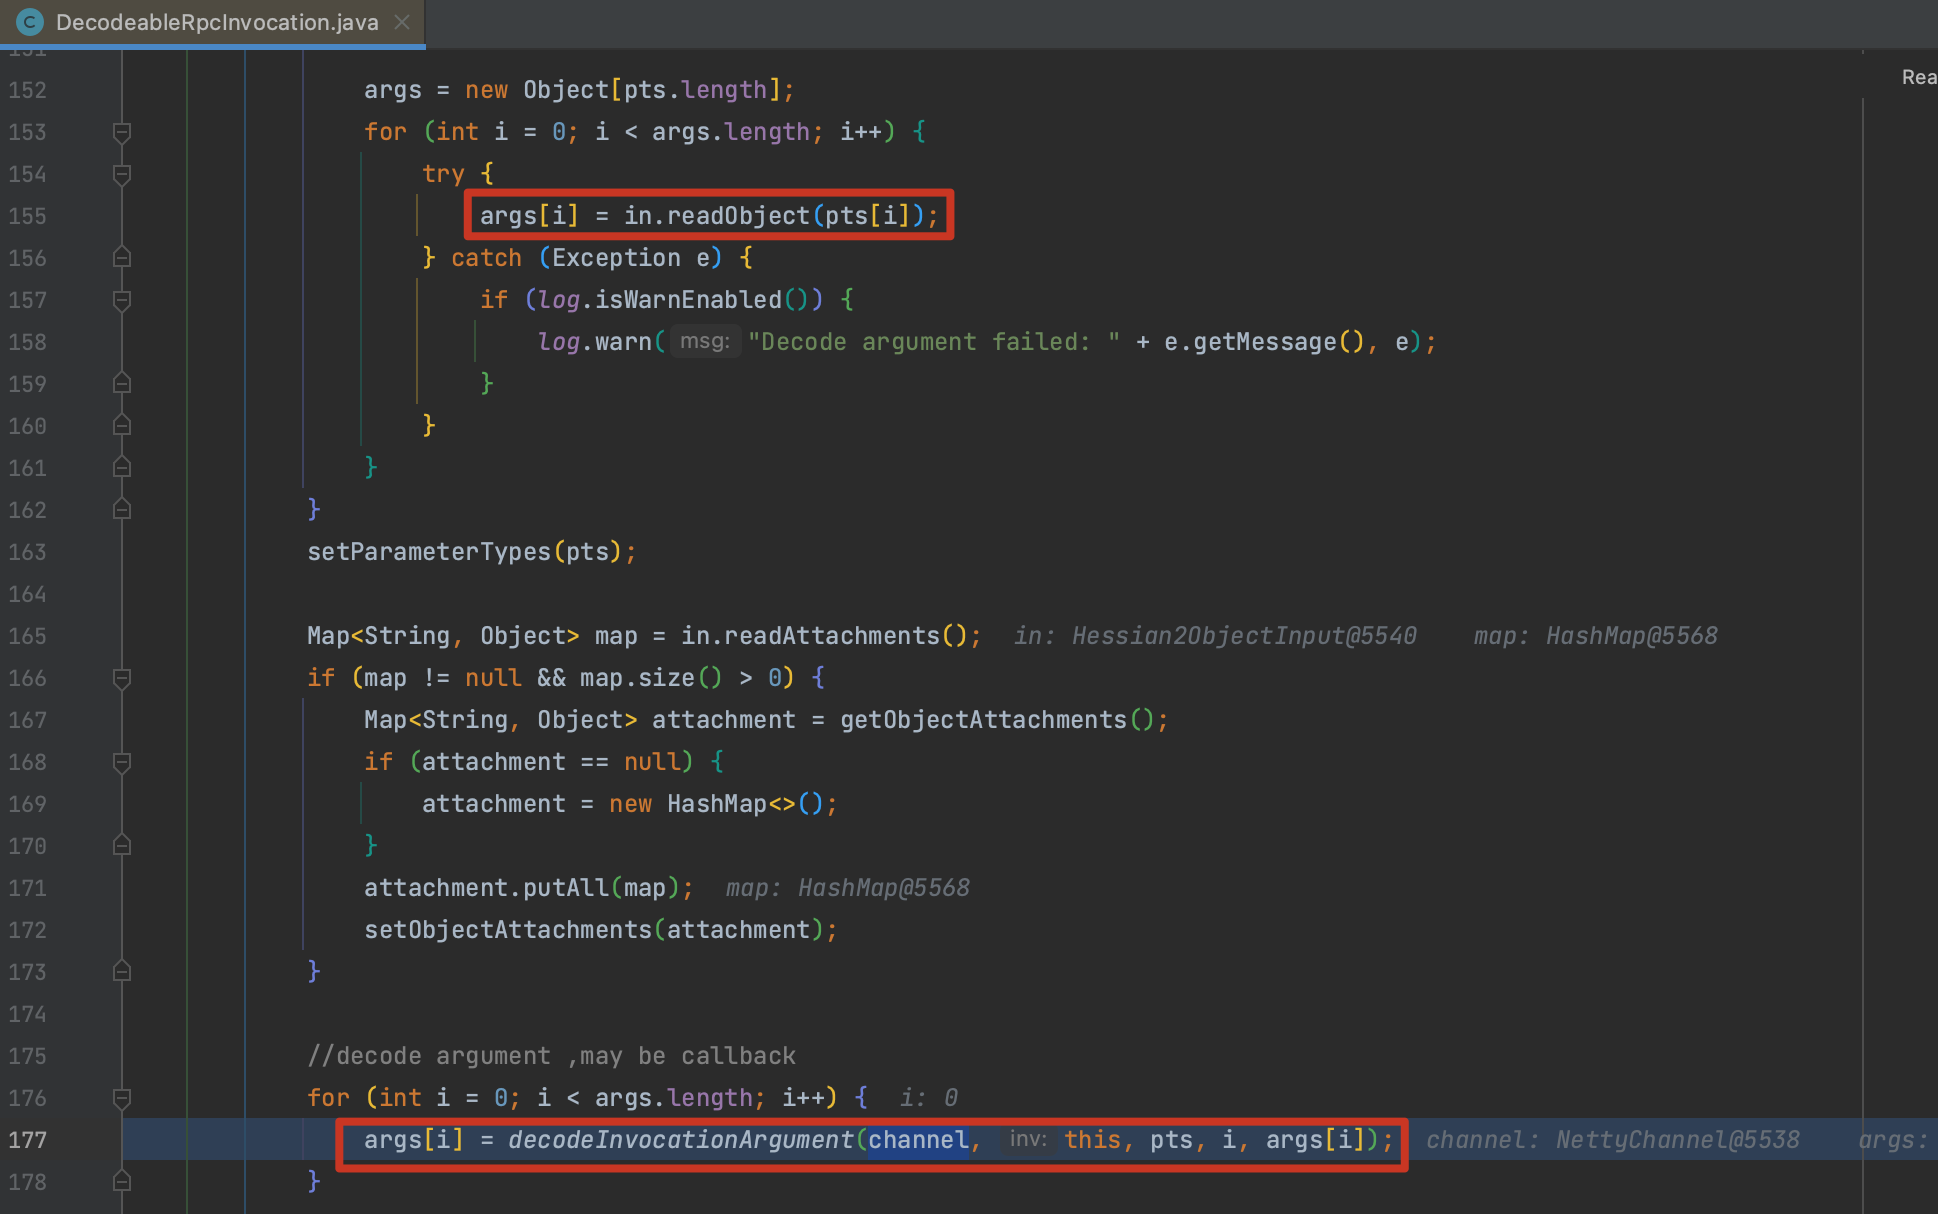 DecodeableRpcInvocation.java
151
Rea
152 args = new Object[pts.length];
153 for (int i = 0; i < args.length; i++) {
154 try {
155 args[i] = in.readObject(pts[i]);
156 } catch (Exception e) {
157 if (log.isWarnEnabled()) {
158 log.warn( msg: "Decode argument failed: " + e.getMessage(), e);
159 }
160 }
161 }
162 }
163 setParameterTypes(pts);
164
165 Map<String, Object> map = in.readAttachments(); in: Hessian2ObjectInput@5540 map: HashMap@5568
166 if (map != null && map.size() > 0) {
167 Map<String, Object> attachment = getObjectAttachments();
168 if (attachment == null) {
169 attachment = new HashMap<>();
170 }
171 attachment.putAll(map); map: HashMap@5568
172 setObjectAttachments(attachment);
173 }
174
175 //decode argument ,may be callback
176 for (int i = 0; i < args.length; i++) { i: 0
177 args[i] = decodeInvocationArgument(channel, inv: this, pts, i, args[i]); channel: NettyChannel@5538 args:
178 }